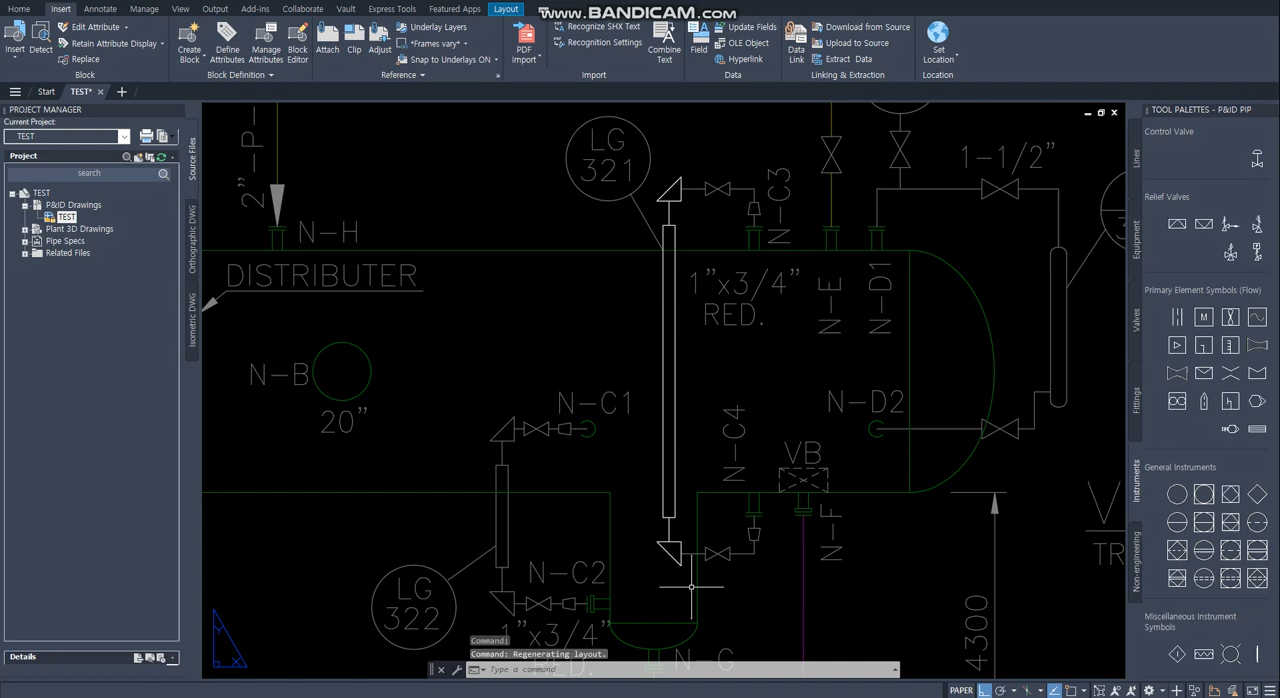 www.BANDICAM.com
Home Insert Annotate Manage View Output Add-ins Collaborate Vault Express Tools Featured Apps Layout
Insert
Detect
Edit Attribute
Retain Attribute Display
Replace
Block
Create
Block
Define
Attributes
Manage
Attributes
Block
Editor
Block Definition
Attach
Clip
Adjust
Underlay Layers
*Frames vary*
Snap to Underlays ON
Reference
PDF
Import
Recognize SHX Text
Recognition Settings
Combine
Text
Import
Field
Update Fields
OLE Object
Hyperlink
Data
Data
Link
Download from Source
Upload to Source
Extract Data
Linking & Extraction
Set
Location
Location
Start
TEST*
PROJECT MANAGER
Current Project:
TEST
Project
search
TEST
P&ID Drawings
TEST
Plant 3D Drawings
Pipe Specs
Related Files
Details
Source Files
Orthographic DWG
Isometric DWG
2"-P-
N-H
DISTRIBUTER
N-B
20"
LG
321
N-C3
1"x3/4"
RED.
N-E
N-D1
1-1/2"
N-C1
N-C4
N-D2
VB
N-F
LG
322
N-C2
1"x3/4"
RED.
N-G
4300
TR
Command:
Command: Regenerating layout.
Type a command
TOOL PALETTES - P&ID PIP
Control Valve
Relief Valves
Primary Element Symbols (Flow)
General Instruments
Miscellaneous Instrument
Symbols
Lines
Equipment
Valves
Fittings
Instruments
Non-engineering
PAPER